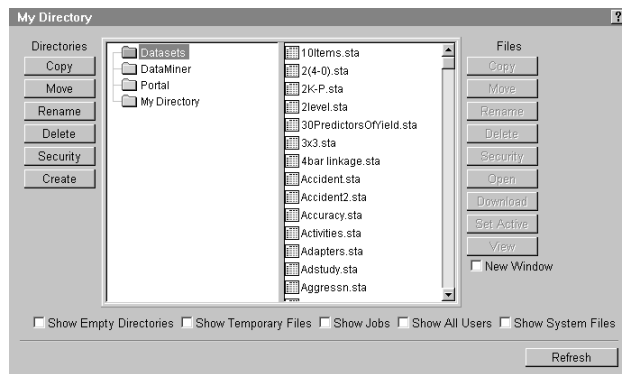 My Directory
?
Directories
Copy
Move
Rename
Delete
Security
Create
Datasets
DataMiner
Portal
My Directory
10Items.sta
2(4-0).sta
2K-P.sta
2level.sta
30PredictorsOfYield.sta
3x3.sta
4bar linkage.sta
Accident.sta
Accident2.sta
Accuracy.sta
Activities.sta
Adapters.sta
Adstudy.sta
Aggressn.sta
Files
Copy
Move
Rename
Delete
Security
Open
Download
Set Active
View
New Window
Show Empty Directories Show Temporary Files Show Jobs Show All Users Show System Files
Refresh